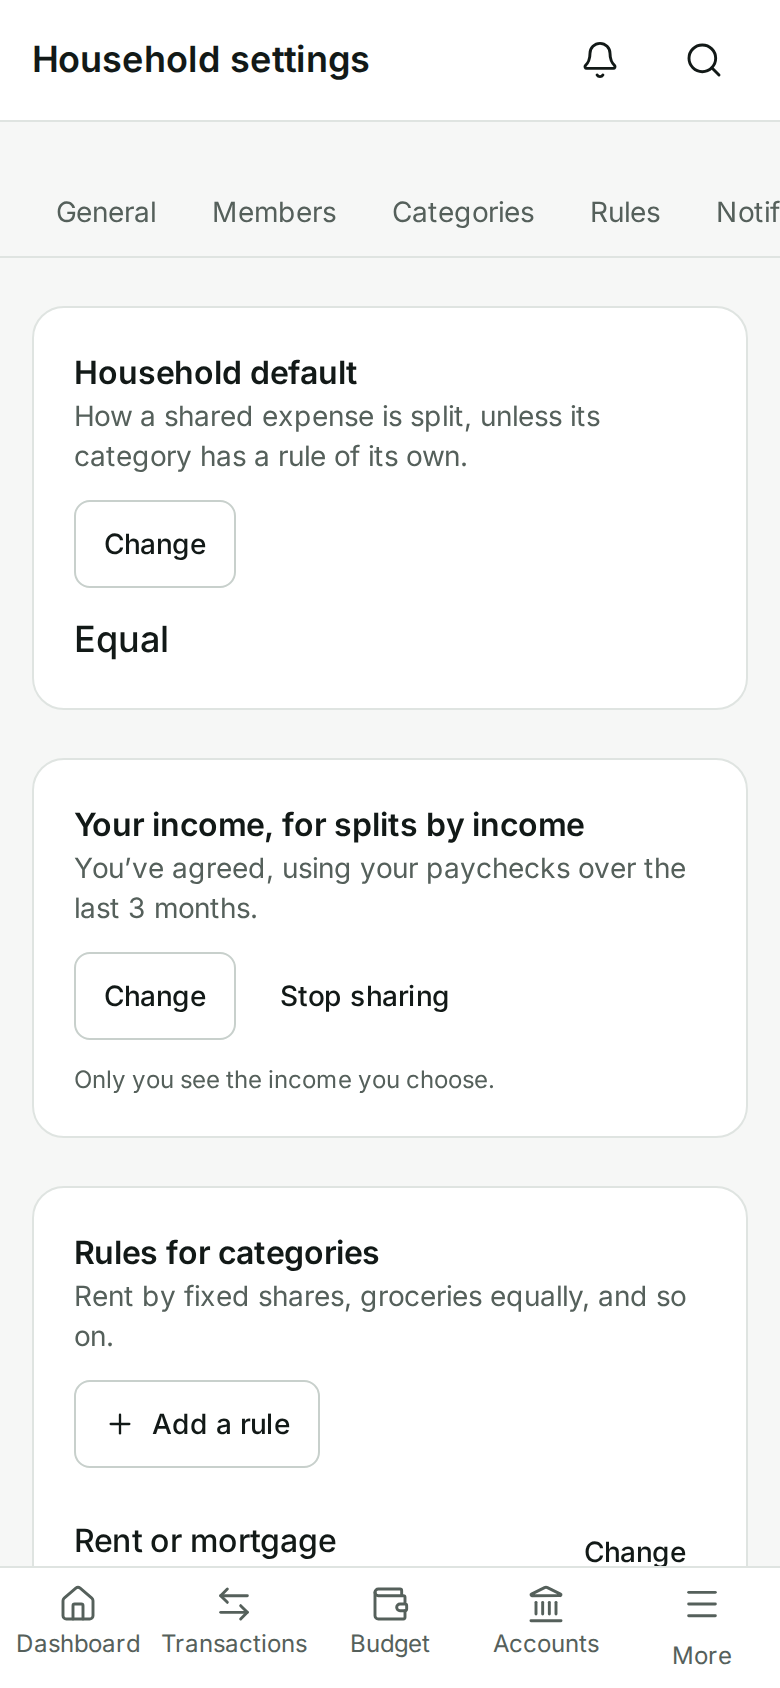 Household settings
General Members Categories Rules Notif
Household default
How a shared expense is split, unless its
category has a rule of its own.
Change
Equal
Your income, for splits by income
You’ve agreed, using your paychecks over the
last 3 months.
Change Stop sharing
Only you see the income you choose.
Rules for categories
Rent by fixed shares, groceries equally, and so
on.
Add a rule
Rent or mortgage Change
Dashboard Transactions Budget Accounts More